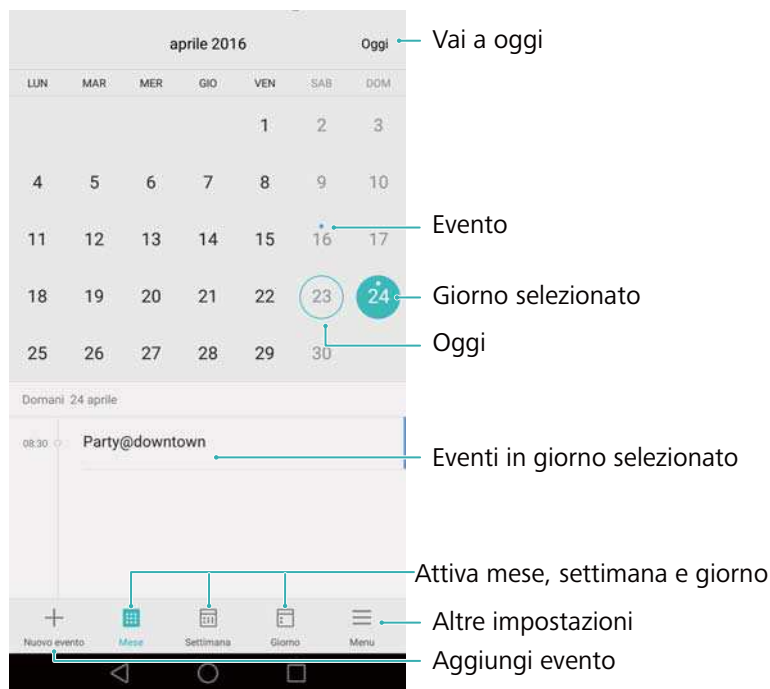 aprile 2016 Oggi Vai a oggi
LUN MAR MER GIO VEN SAB DOM
1 2 3
4 5 6 7 8 9 10
11 12 13 14 15 16 17 Evento
18 19 20 21 22 23 24 Giorno selezionato
Oggi
25 26 27 28 29 30
Domani 24 aprile
08:30 Party@downtown
Eventi in giorno selezionato
Attiva mese, settimana e giorno
Altre impostazioni
Nuovo evento Mese Settimana Giorno Menu
Aggiungi evento